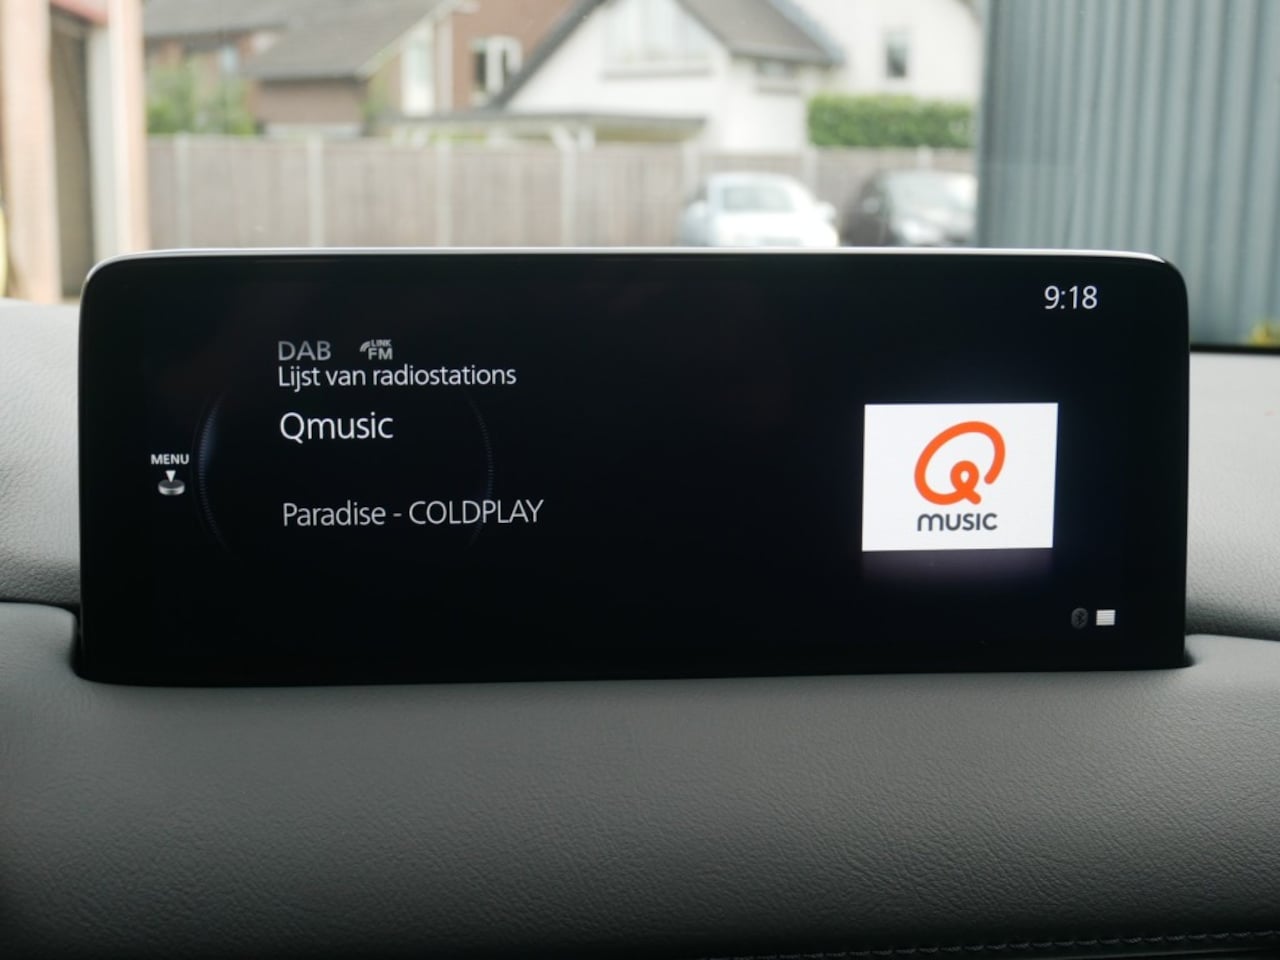 9:18
DAB LINK FM
Lijst van radiostations
Qmusic
MENU
Paradise - COLDPLAY
Q
music